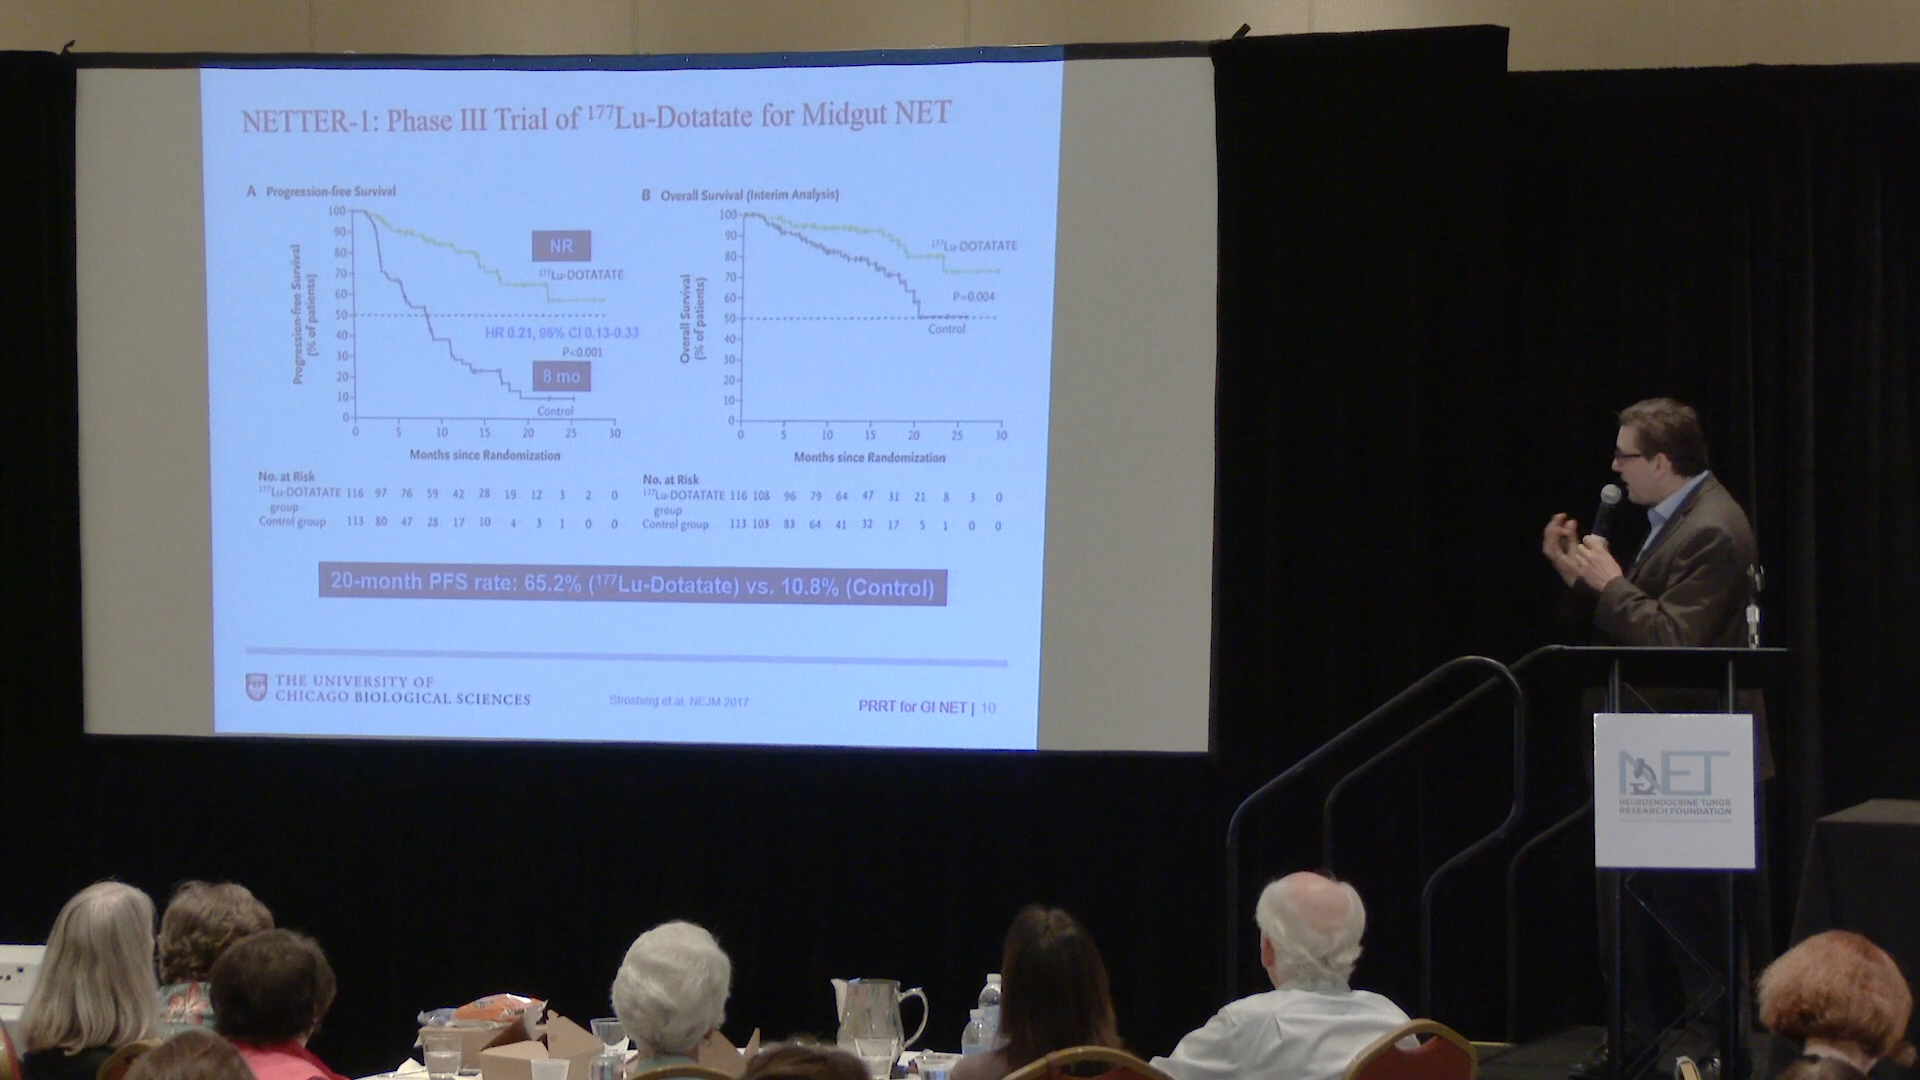 NETTER-1: Phase III Trial of ¹⁷⁷Lu-Dotatate for Midgut NET
A Progression-free Survival
100
90
80
70
60
50
40
30
20
10
0
Progression-free Survival
(% of patients)
NR
¹⁷⁷Lu-DOTATATE
HR 0.21, 95% CI 0.13-0.33
P<0.001
8 mo
Control
0 5 10 15 20 25 30
Months since Randomization
No. at Risk
¹⁷⁷Lu-DOTATATE 116 97 76 59 42 28 19 12 3 2 0
group
Control group 113 80 47 28 17 10 4 3 1 0 0
B Overall Survival (Interim Analysis)
100
90
80
70
60
50
40
30
20
10
0
Overall Survival
(% of patients)
¹⁷⁷Lu-DOTATATE
P=0.004
Control
0 5 10 15 20 25 30
Months since Randomization
No. at Risk
¹⁷⁷Lu-DOTATATE 116 108 96 79 64 47 31 21 8 3 0
group
Control group 113 103 83 64 41 32 17 5 1 0 0
20-month PFS rate: 65.2% (¹⁷⁷Lu-Dotatate) vs. 10.8% (Control)
THE UNIVERSITY OF
CHICAGO BIOLOGICAL SCIENCES
Strosberg et al, NEJM 2017
PRRT for GI NET | 10
NET
NEUROENDOCRINE TUMOR
RESEARCH FOUNDATION